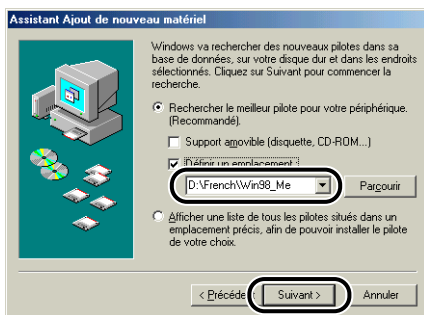 Assistant Ajout de nouveau matériel
Windows va rechercher des nouveaux pilotes dans sa
base de données, sur votre disque dur et dans les endroits
sélectionnés. Cliquez sur Suivant pour commencer la
recherche.
Rechercher le meilleur pilote pour votre périphérique.
(Recommandé).
Support amovible (disquette, CD-ROM...)
Définir un emplacement :
D:\French\Win98_Me
Parcourir
Afficher une liste de tous les pilotes situés dans un
emplacement précis, afin de pouvoir installer le pilote
de votre choix.
< Précéde t Suivant > Annuler